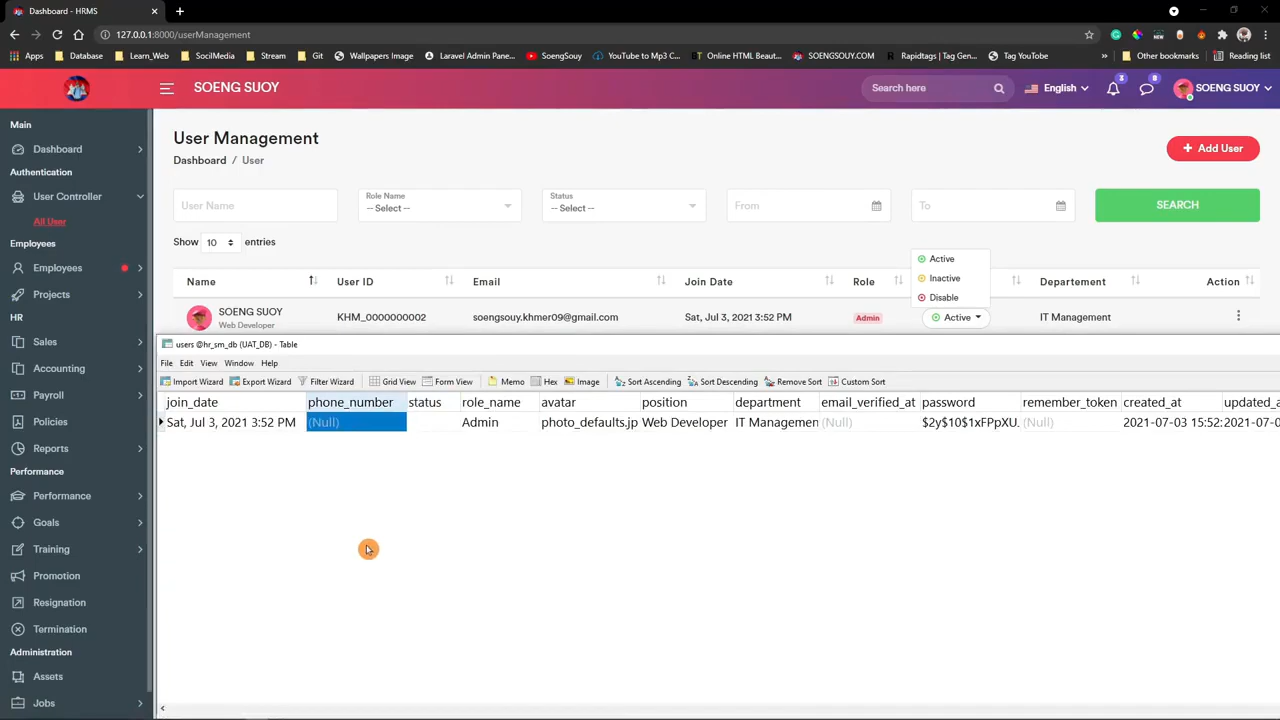 Dashboard - HRMS
127.0.0.1:8000/userManagement
Apps Database Learn_Web SocilMedia Stream Git Wallpapers Image Laravel Admin Pane... SoengSouy YouTube to Mp3 C... Online HTML Beaut... SOENGSOUY.COM Rapidtags | Tag Gen... Tag YouTube » Other bookmarks Reading list
SOENG SUOY Search here English 3 8 SOENG SUOY
Main
Dashboard
Authentication
User Controller
All User
Employees
Employees
Projects
HR
Sales
Accounting
Payroll
Policies
Reports
Performance
Performance
Goals
Training
Promotion
Resignation
Termination
Administration
Assets
Jobs
User Management
Dashboard / User
+ Add User
User Name
Role Name
-- Select --
Status
-- Select --
From
To
SEARCH
Show 10 entries
Active
Inactive
Disable
Name User ID Email Join Date Role Departement Action
SOENG SUOY
Web Developer
KHM_0000000002 soengsouy.khmer09@gmail.com Sat, Jul 3, 2021 3:52 PM Admin Active IT Management
users @hr_sm_db (UAT_DB) - Table
File Edit View Window Help
Import Wizard Export Wizard Filter Wizard Grid View Form View Memo Hex Image Sort Ascending Sort Descending Remove Sort Custom Sort
join_date phone_number status role_name avatar position department email_verified_at password remember_token created_at updated_a
Sat, Jul 3, 2021 3:52 PM (Null) Admin photo_defaults.jp Web Developer IT Managemen (Null) $2y$10$1xFPpXU. (Null) 2021-07-03 15:52: 2021-07-0